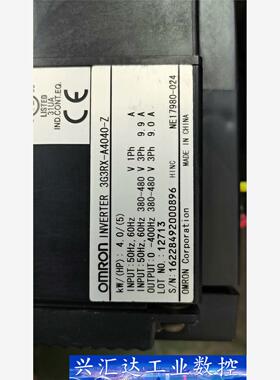 LISTED
31UA
IND.CONT.EQ.
CE
OMRON INVERTER 3G3RX-A4040-Z
kW/(HP): 4.0/(5)
INPUT: 50Hz,60Hz V 1Ph A
INPUT: 50Hz,60Hz 380-480 V 3Ph 9.9 A
OUTPUT: 0 -400Hz 380-480 V 3Ph 9.0 A
LOT NO.: 12713
S/N: 16228492000896 HINC NE17980-024
OMRON Corporation MADE IN CHINA
兴汇达工业数控